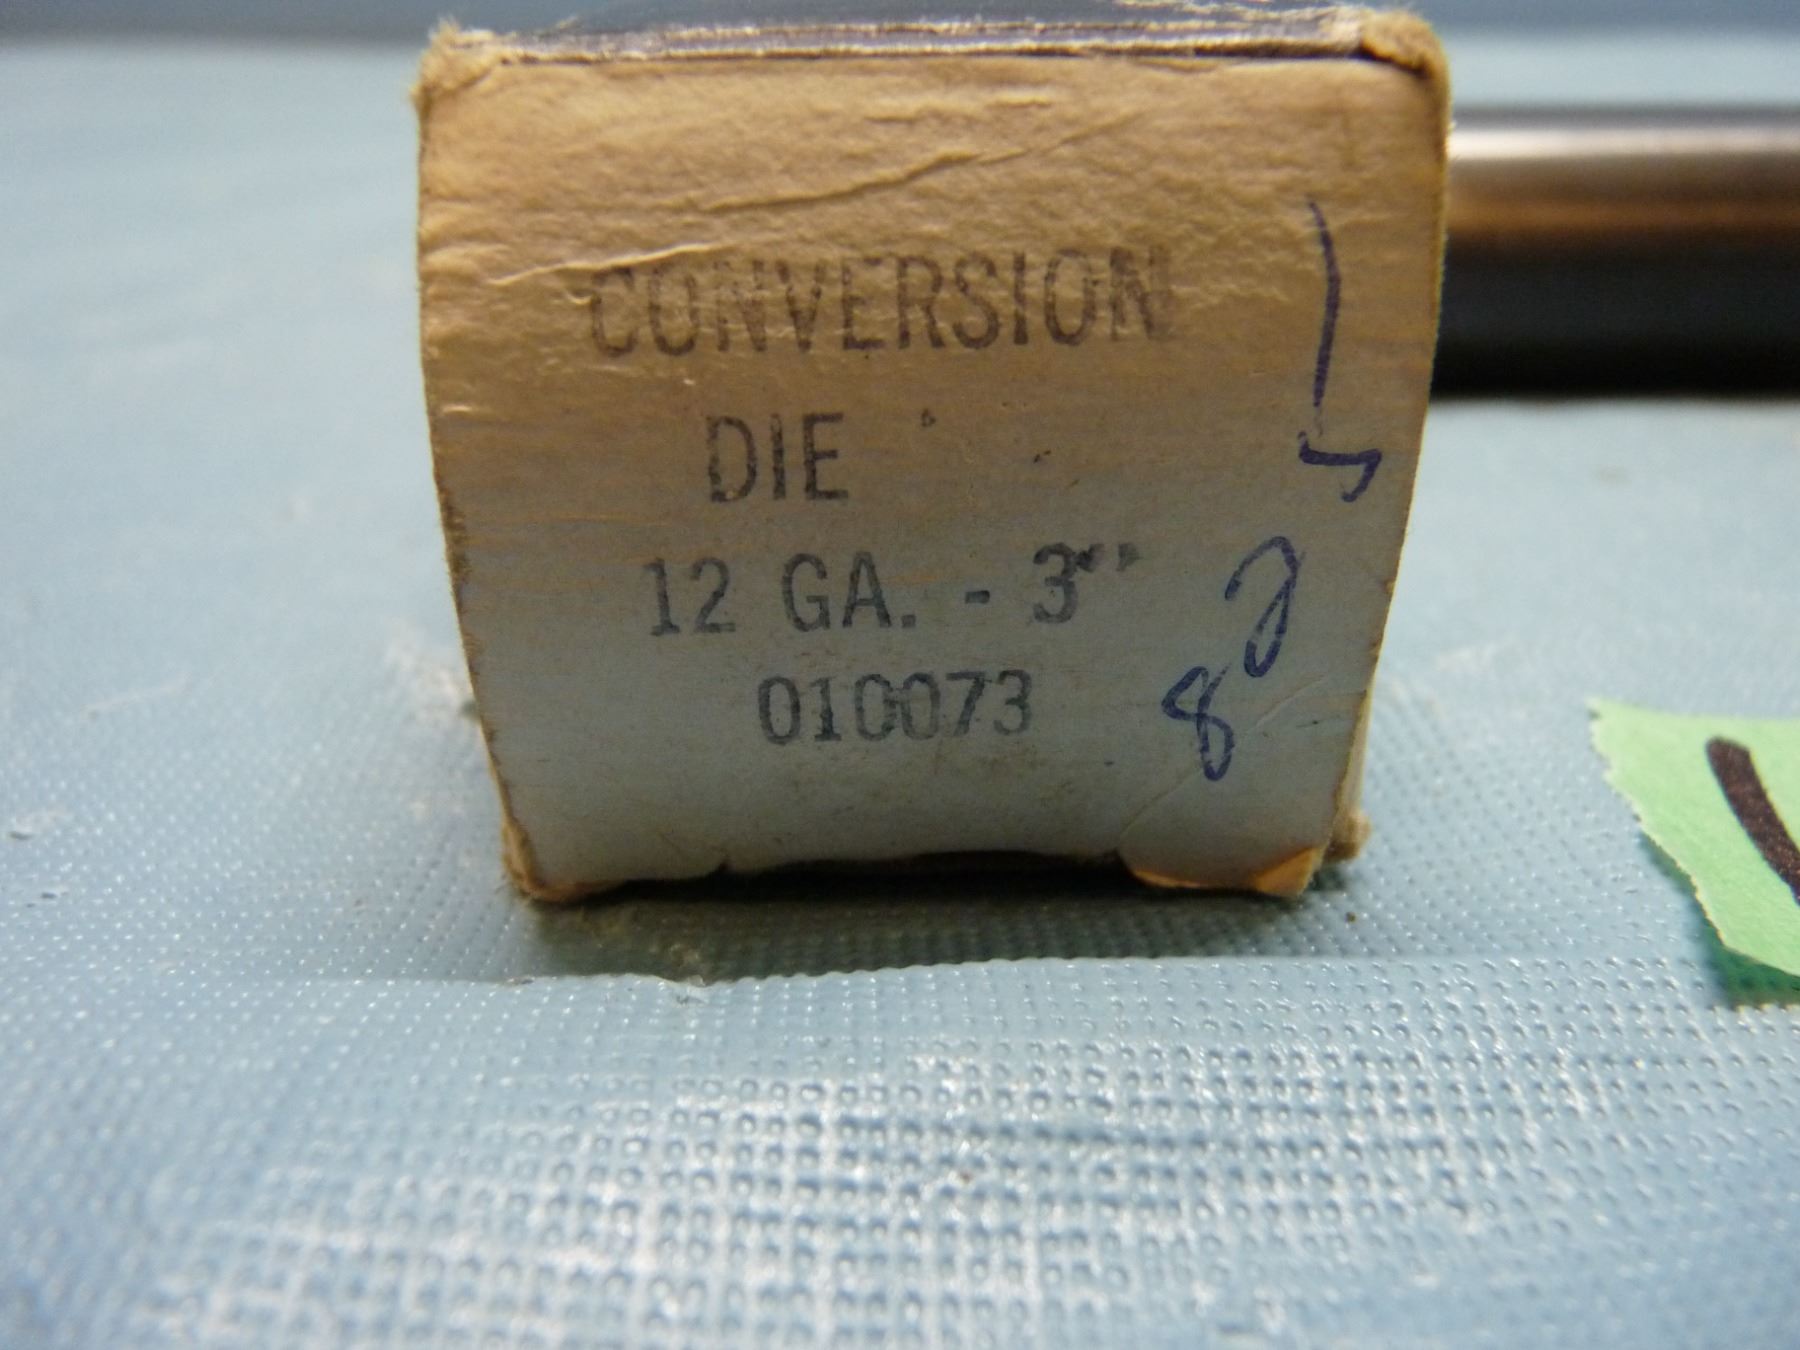 CONVERSION
DIE
12 GA. - 3"
010073